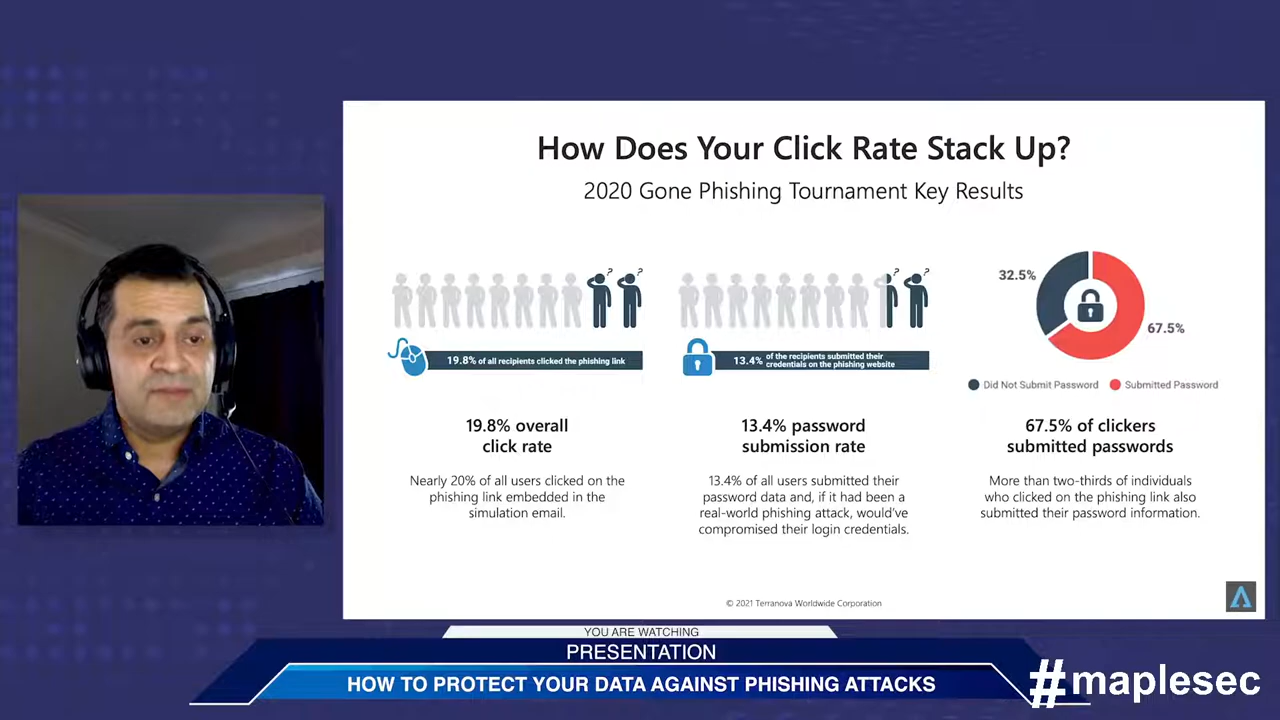 How Does Your Click Rate Stack Up?
2020 Gone Phishing Tournament Key Results
19.8% of all recipients clicked the phishing link
13.4% of the recipients submitted their
credentials on the phishing website
32.5%
67.5%
Did Not Submit Password
Submitted Password
19.8% overall
click rate
Nearly 20% of all users clicked on the
phishing link embedded in the
simulation email.
13.4% password
submission rate
13.4% of all users submitted their
password data and, if it had been a
real-world phishing attack, would've
compromised their login credentials.
67.5% of clickers
submitted passwords
More than two-thirds of individuals
who clicked on the phishing link also
submitted their password information.
© 2021 Terranova Worldwide Corporation
YOU ARE WATCHING
PRESENTATION
HOW TO PROTECT YOUR DATA AGAINST PHISHING ATTACKS
#maplesec